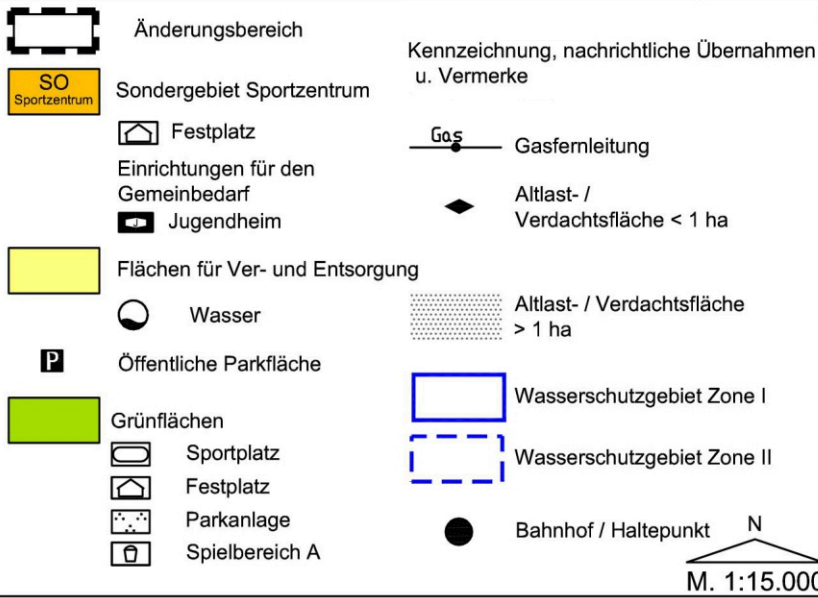 Änderungsbereich
SO
Sportzentrum
Sondergebiet Sportzentrum
Festplatz
Einrichtungen für den
Gemeinbedarf
J
Jugendheim
Flächen für Ver- und Entsorgung
Wasser
P
Öffentliche Parkfläche
Grünflächen
Sportplatz
Festplatz
Parkanlage
Spielbereich A
Kennzeichnung, nachrichtliche Übernahmen
u. Vermerke
Gas
Gasfernleitung
Altlast- /
Verdachtsfläche < 1 ha
Altlast- / Verdachtsfläche
> 1 ha
Wasserschutzgebiet Zone I
Wasserschutzgebiet Zone II
Bahnhof / Haltepunkt
N
M. 1:15.000